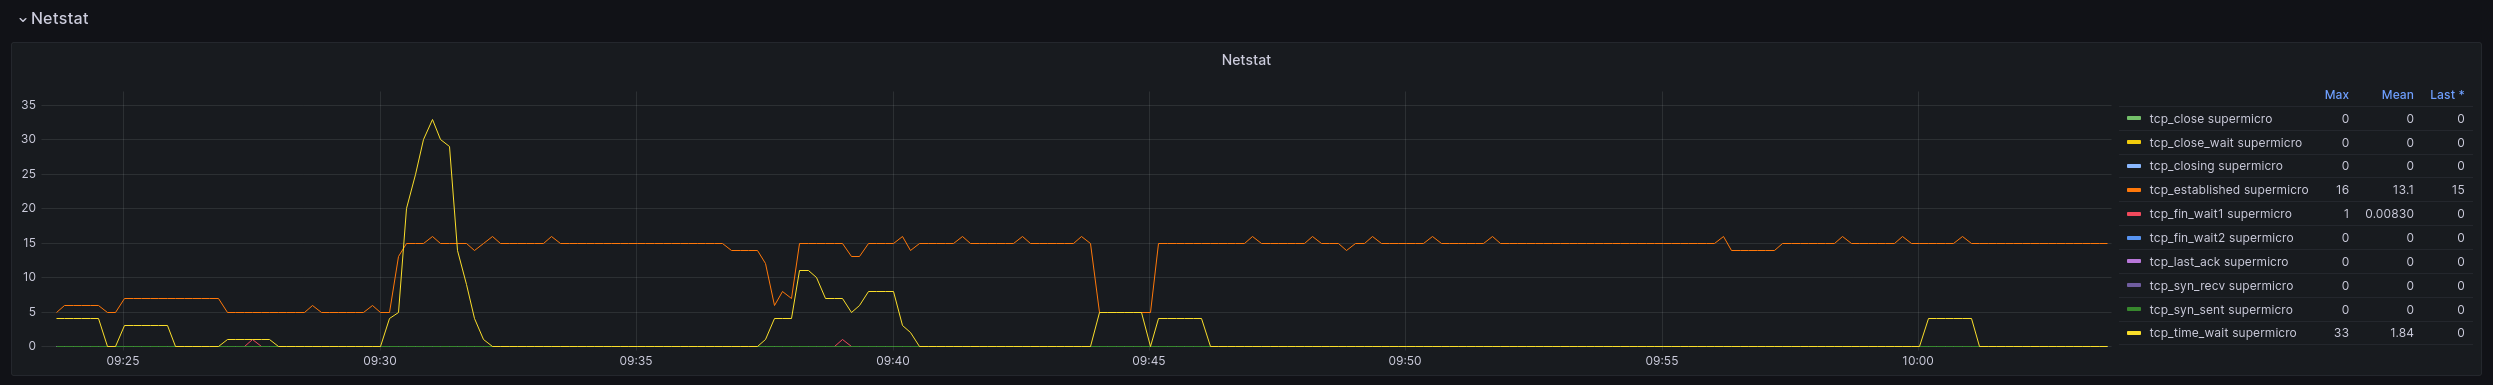 Netstat
Netstat
Max Mean Last *
35
30
25
20
15
10
5
0
09:25 09:30 09:35 09:40 09:45 09:50 09:55 10:00
tcp_close supermicro 0 0 0
tcp_close_wait supermicro 0 0 0
tcp_closing supermicro 0 0 0
tcp_established supermicro 16 13.1 15
tcp_fin_wait1 supermicro 1 0.00830 0
tcp_fin_wait2 supermicro 0 0 0
tcp_last_ack supermicro 0 0 0
tcp_syn_recv supermicro 0 0 0
tcp_syn_sent supermicro 0 0 0
tcp_time_wait supermicro 33 1.84 0